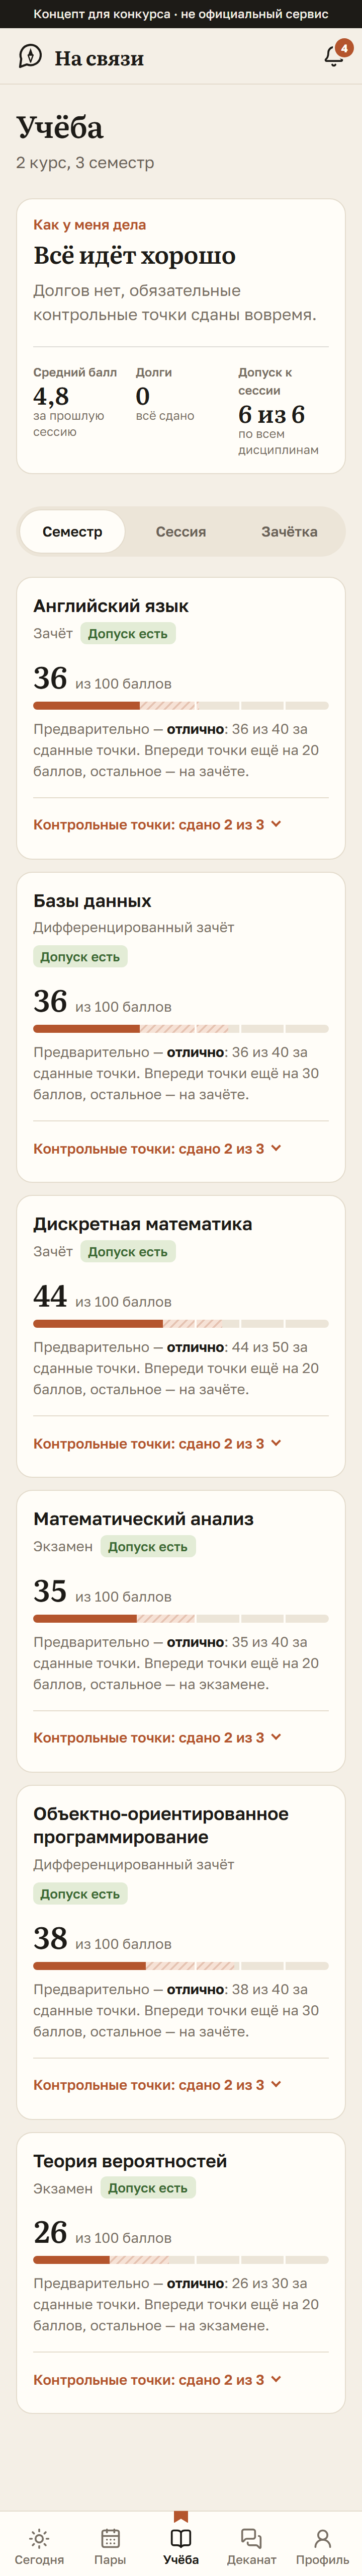 Концепт для конкурса · не официальный сервис
На связи
4
Учёба
2 курс, 3 семестр
Как у меня дела
Всё идёт хорошо
Долгов нет, обязательные
контрольные точки сданы вовремя.
Средний балл
4,8
за прошлую
сессию
Долги
0
всё сдано
Допуск к
сессии
6 из 6
по всем
дисциплинам
Семестр
Сессия
Зачётка
Английский язык
Зачёт Допуск есть
36 из 100 баллов
Предварительно — отлично: 36 из 40 за
сданные точки. Впереди точки ещё на 20
баллов, остальное — на зачёте.
Контрольные точки: сдано 2 из 3
Базы данных
Дифференцированный зачёт
Допуск есть
36 из 100 баллов
Предварительно — отлично: 36 из 40 за
сданные точки. Впереди точки ещё на 30
баллов, остальное — на зачёте.
Контрольные точки: сдано 2 из 3
Дискретная математика
Зачёт Допуск есть
44 из 100 баллов
Предварительно — отлично: 44 из 50 за
сданные точки. Впереди точки ещё на 20
баллов, остальное — на зачёте.
Контрольные точки: сдано 2 из 3
Математический анализ
Экзамен Допуск есть
35 из 100 баллов
Предварительно — отлично: 35 из 40 за
сданные точки. Впереди точки ещё на 20
баллов, остальное — на экзамене.
Контрольные точки: сдано 2 из 3
Объектно-ориентированное
программирование
Дифференцированный зачёт
Допуск есть
38 из 100 баллов
Предварительно — отлично: 38 из 40 за
сданные точки. Впереди точки ещё на 30
баллов, остальное — на зачёте.
Контрольные точки: сдано 2 из 3
Теория вероятностей
Экзамен Допуск есть
26 из 100 баллов
Предварительно — отлично: 26 из 30 за
сданные точки. Впереди точки ещё на 20
баллов, остальное — на экзамене.
Контрольные точки: сдано 2 из 3
Сегодня
Пары
Учёба
Деканат
Профиль